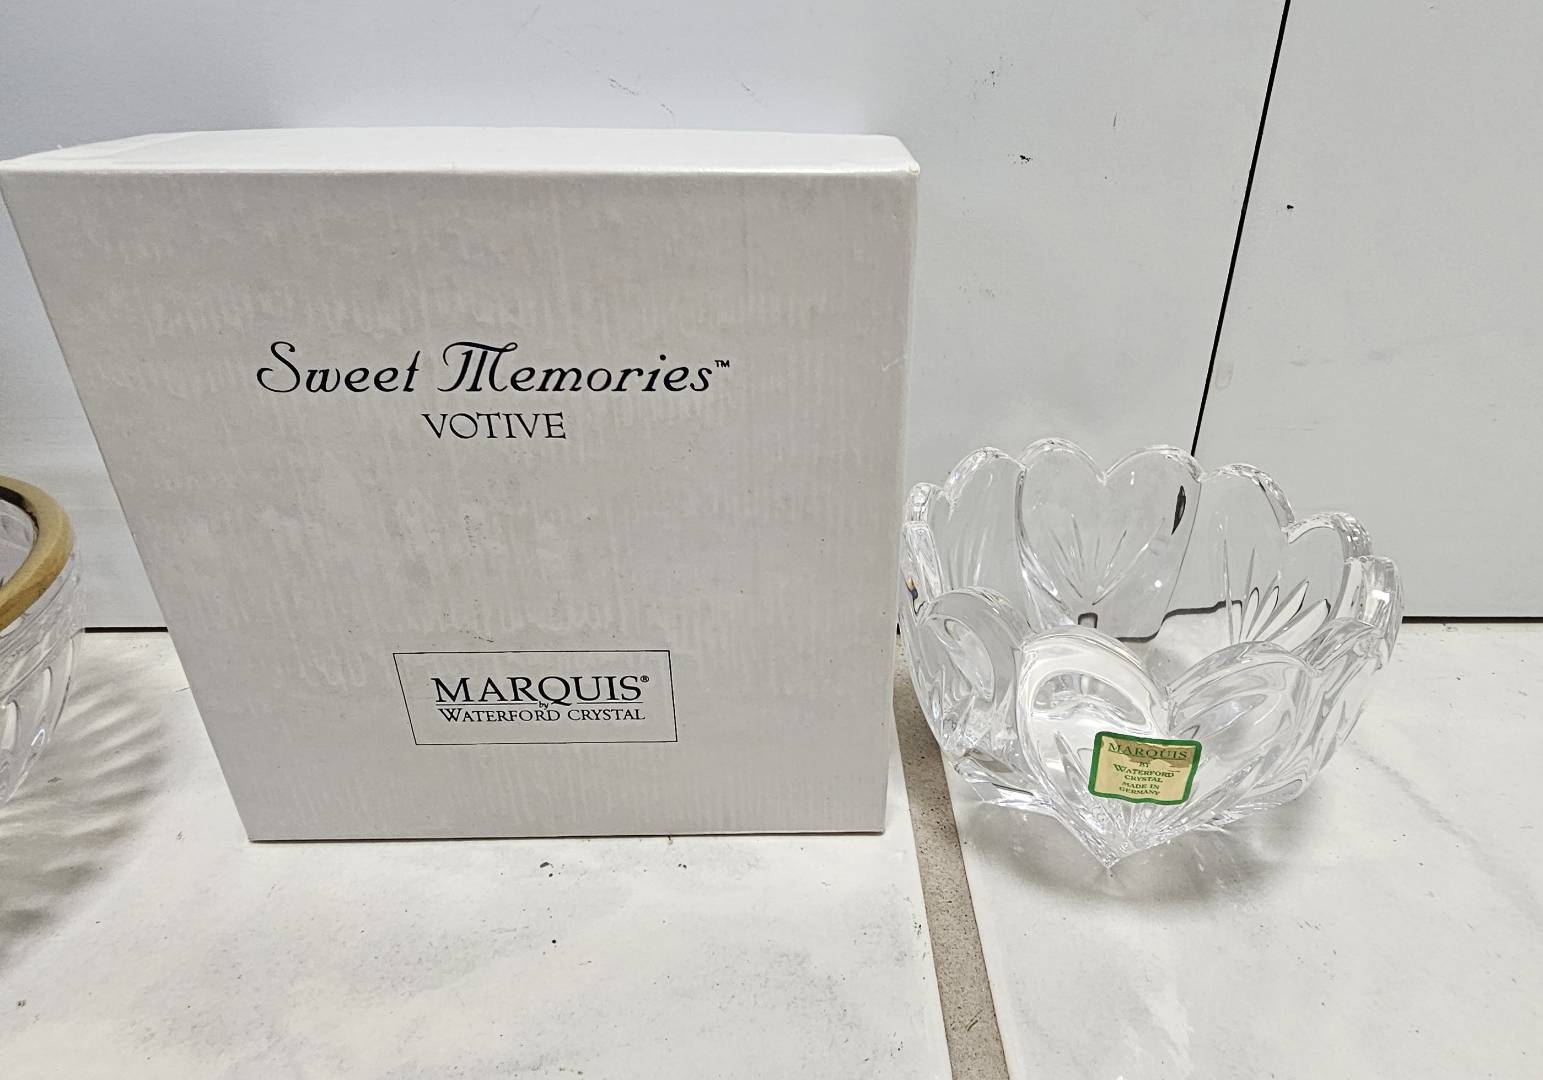 Sweet Memories™
VOTIVE
MARQUIS®
by
WATERFORD CRYSTAL
MARQUIS
BY
WATERFORD
CRYSTAL
MADE IN
GERMANY